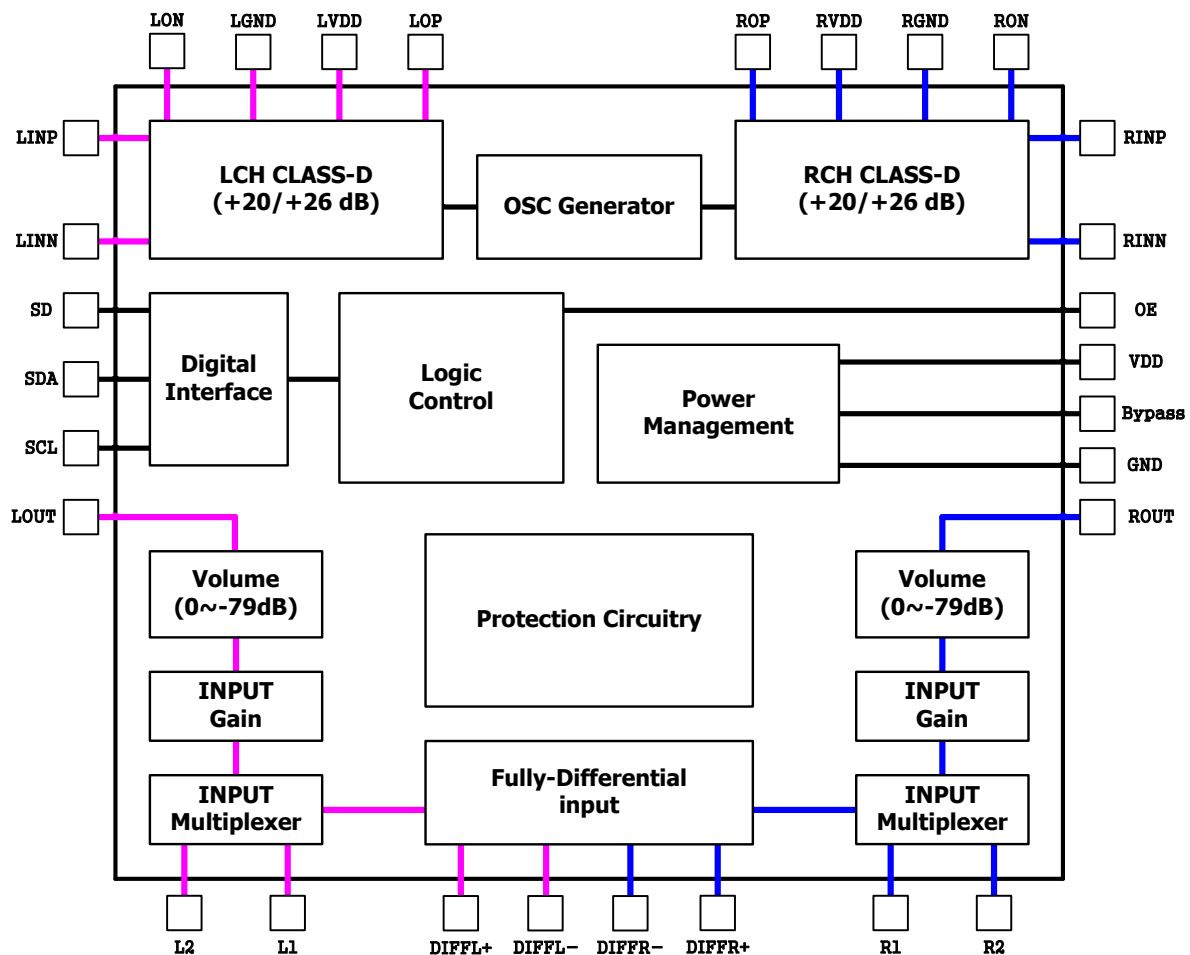 LON
LGND
LVDD
LOP
ROP
RVDD
RGND
RON
LINP
LCH CLASS-D
(+20/+26 dB)
OSC Generator
RCH CLASS-D
(+20/+26 dB)
RINP
LINN
RINN
SD
OE
SDA
Digital
Interface
Logic
Control
Power
Management
VDD
Bypass
SCL
GND
LOUT
ROUT
Volume
(0~-79dB)
Protection Circuitry
Volume
(0~-79dB)
INPUT
Gain
INPUT
Gain
INPUT
Multiplexer
Fully-Differential
input
INPUT
Multiplexer
L2
L1
DIFFL+
DIFFL-
DIFFR-
DIFFR+
R1
R2